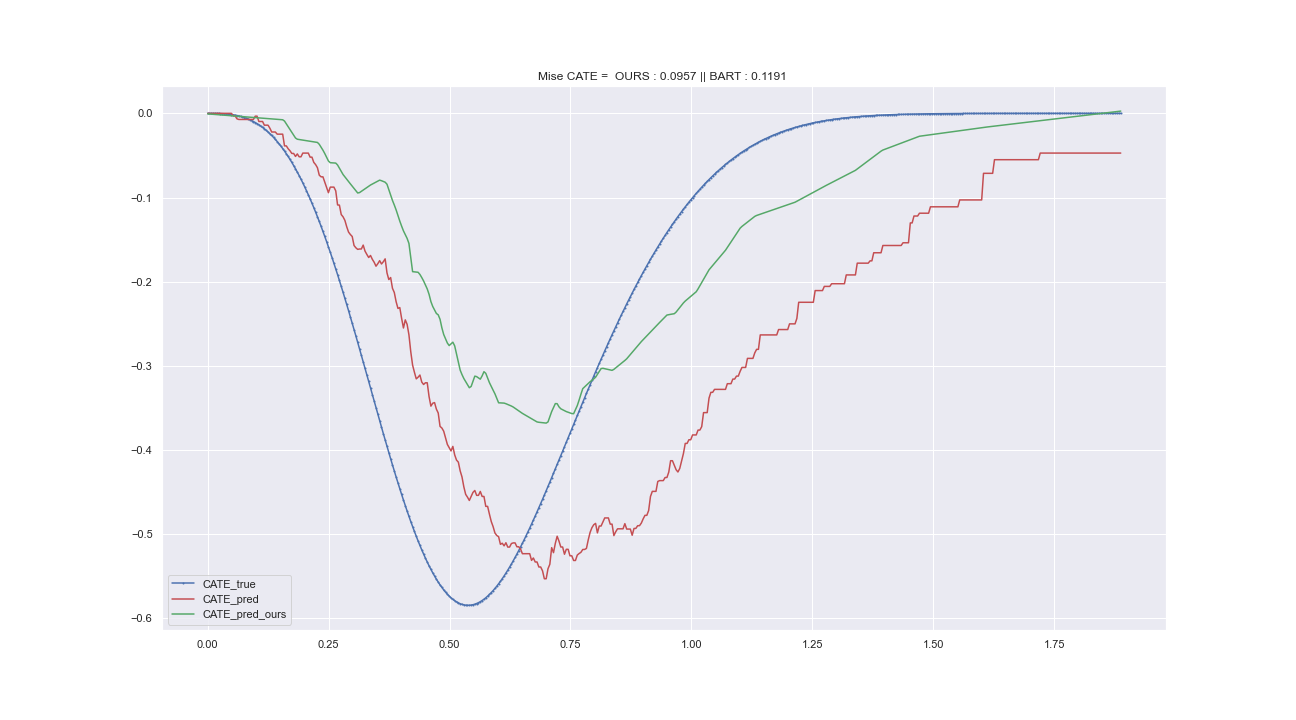 Mise CATE =  OURS : 0.0957 || BART : 0.1191
0.0
−0.1
−0.2
−0.3
−0.4
−0.5
−0.6
CATE_true
CATE_pred
CATE_pred_ours
0.00 0.25 0.50 0.75 1.00 1.25 1.50 1.75